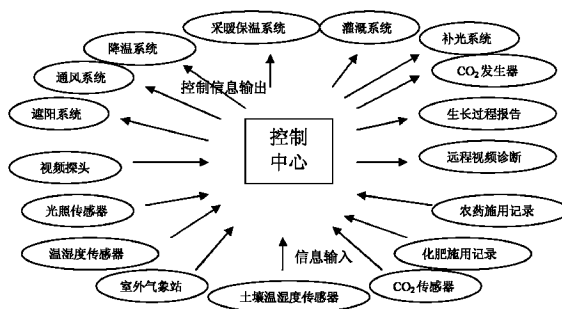 采暖保温系统
灌溉系统
降温系统
补光系统
通风系统
控制信息输出
CO₂发生器
遮阳系统
控制
中心
生长过程报告
视频探头
远程视频诊断
光照传感器
农药施用记录
温湿度传感器
信息输入
化肥施用记录
室外气象站
土壤温湿度传感器
CO₂传感器